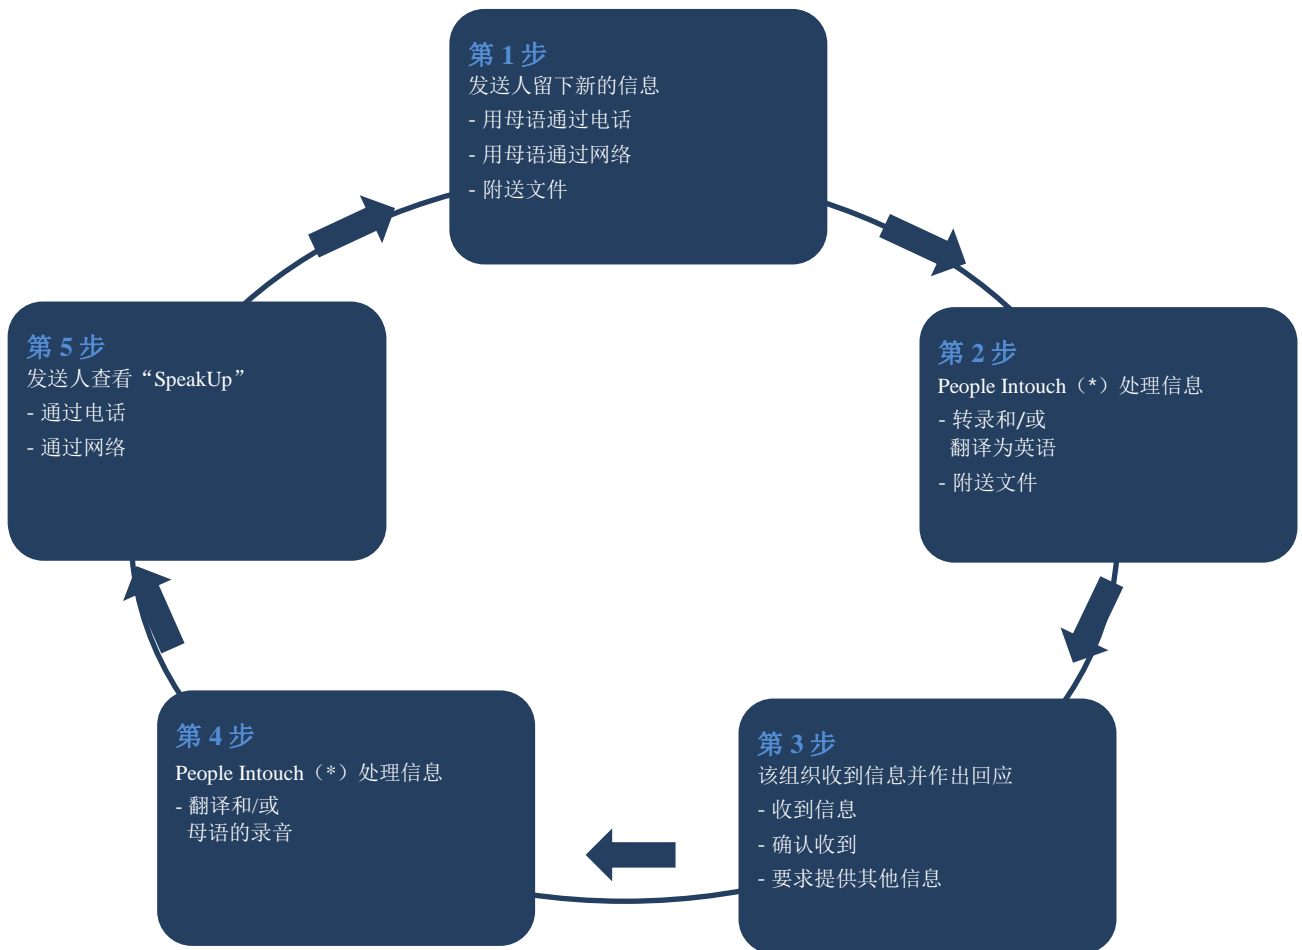 第 1 步
发送人留下新的信息
- 用母语通过电话
- 用母语通过网络
- 附送文件
第 2 步
People Intouch（*）处理信息
- 转录和/或
翻译为英语
- 附送文件
第 3 步
该组织收到信息并作出回应
- 收到信息
- 确认收到
- 要求提供其他信息
第 4 步
People Intouch（*）处理信息
- 翻译和/或
母语的录音
第 5 步
发送人查看“SpeakUp”
- 通过电话
- 通过网络